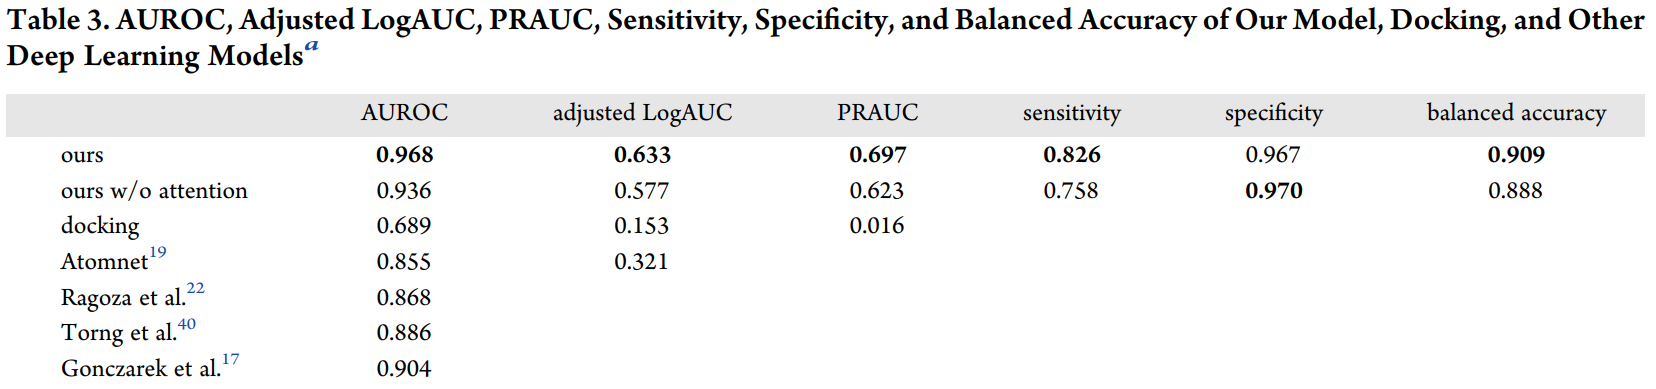 Table 3. AUROC, Adjusted LogAUC, PRAUC, Sensitivity, Specificity, and Balanced Accuracy of Our Model, Docking, and Other
Deep Learning Models^a
AUROC adjusted LogAUC PRAUC sensitivity specificity balanced accuracy
ours 0.968 0.633 0.697 0.826 0.967 0.909
ours w/o attention 0.936 0.577 0.623 0.758 0.970 0.888
docking 0.689 0.153 0.016
Atomnet^19 0.855 0.321
Ragoza et al.^22 0.868
Torng et al.^40 0.886
Gonczarek et al.^17 0.904